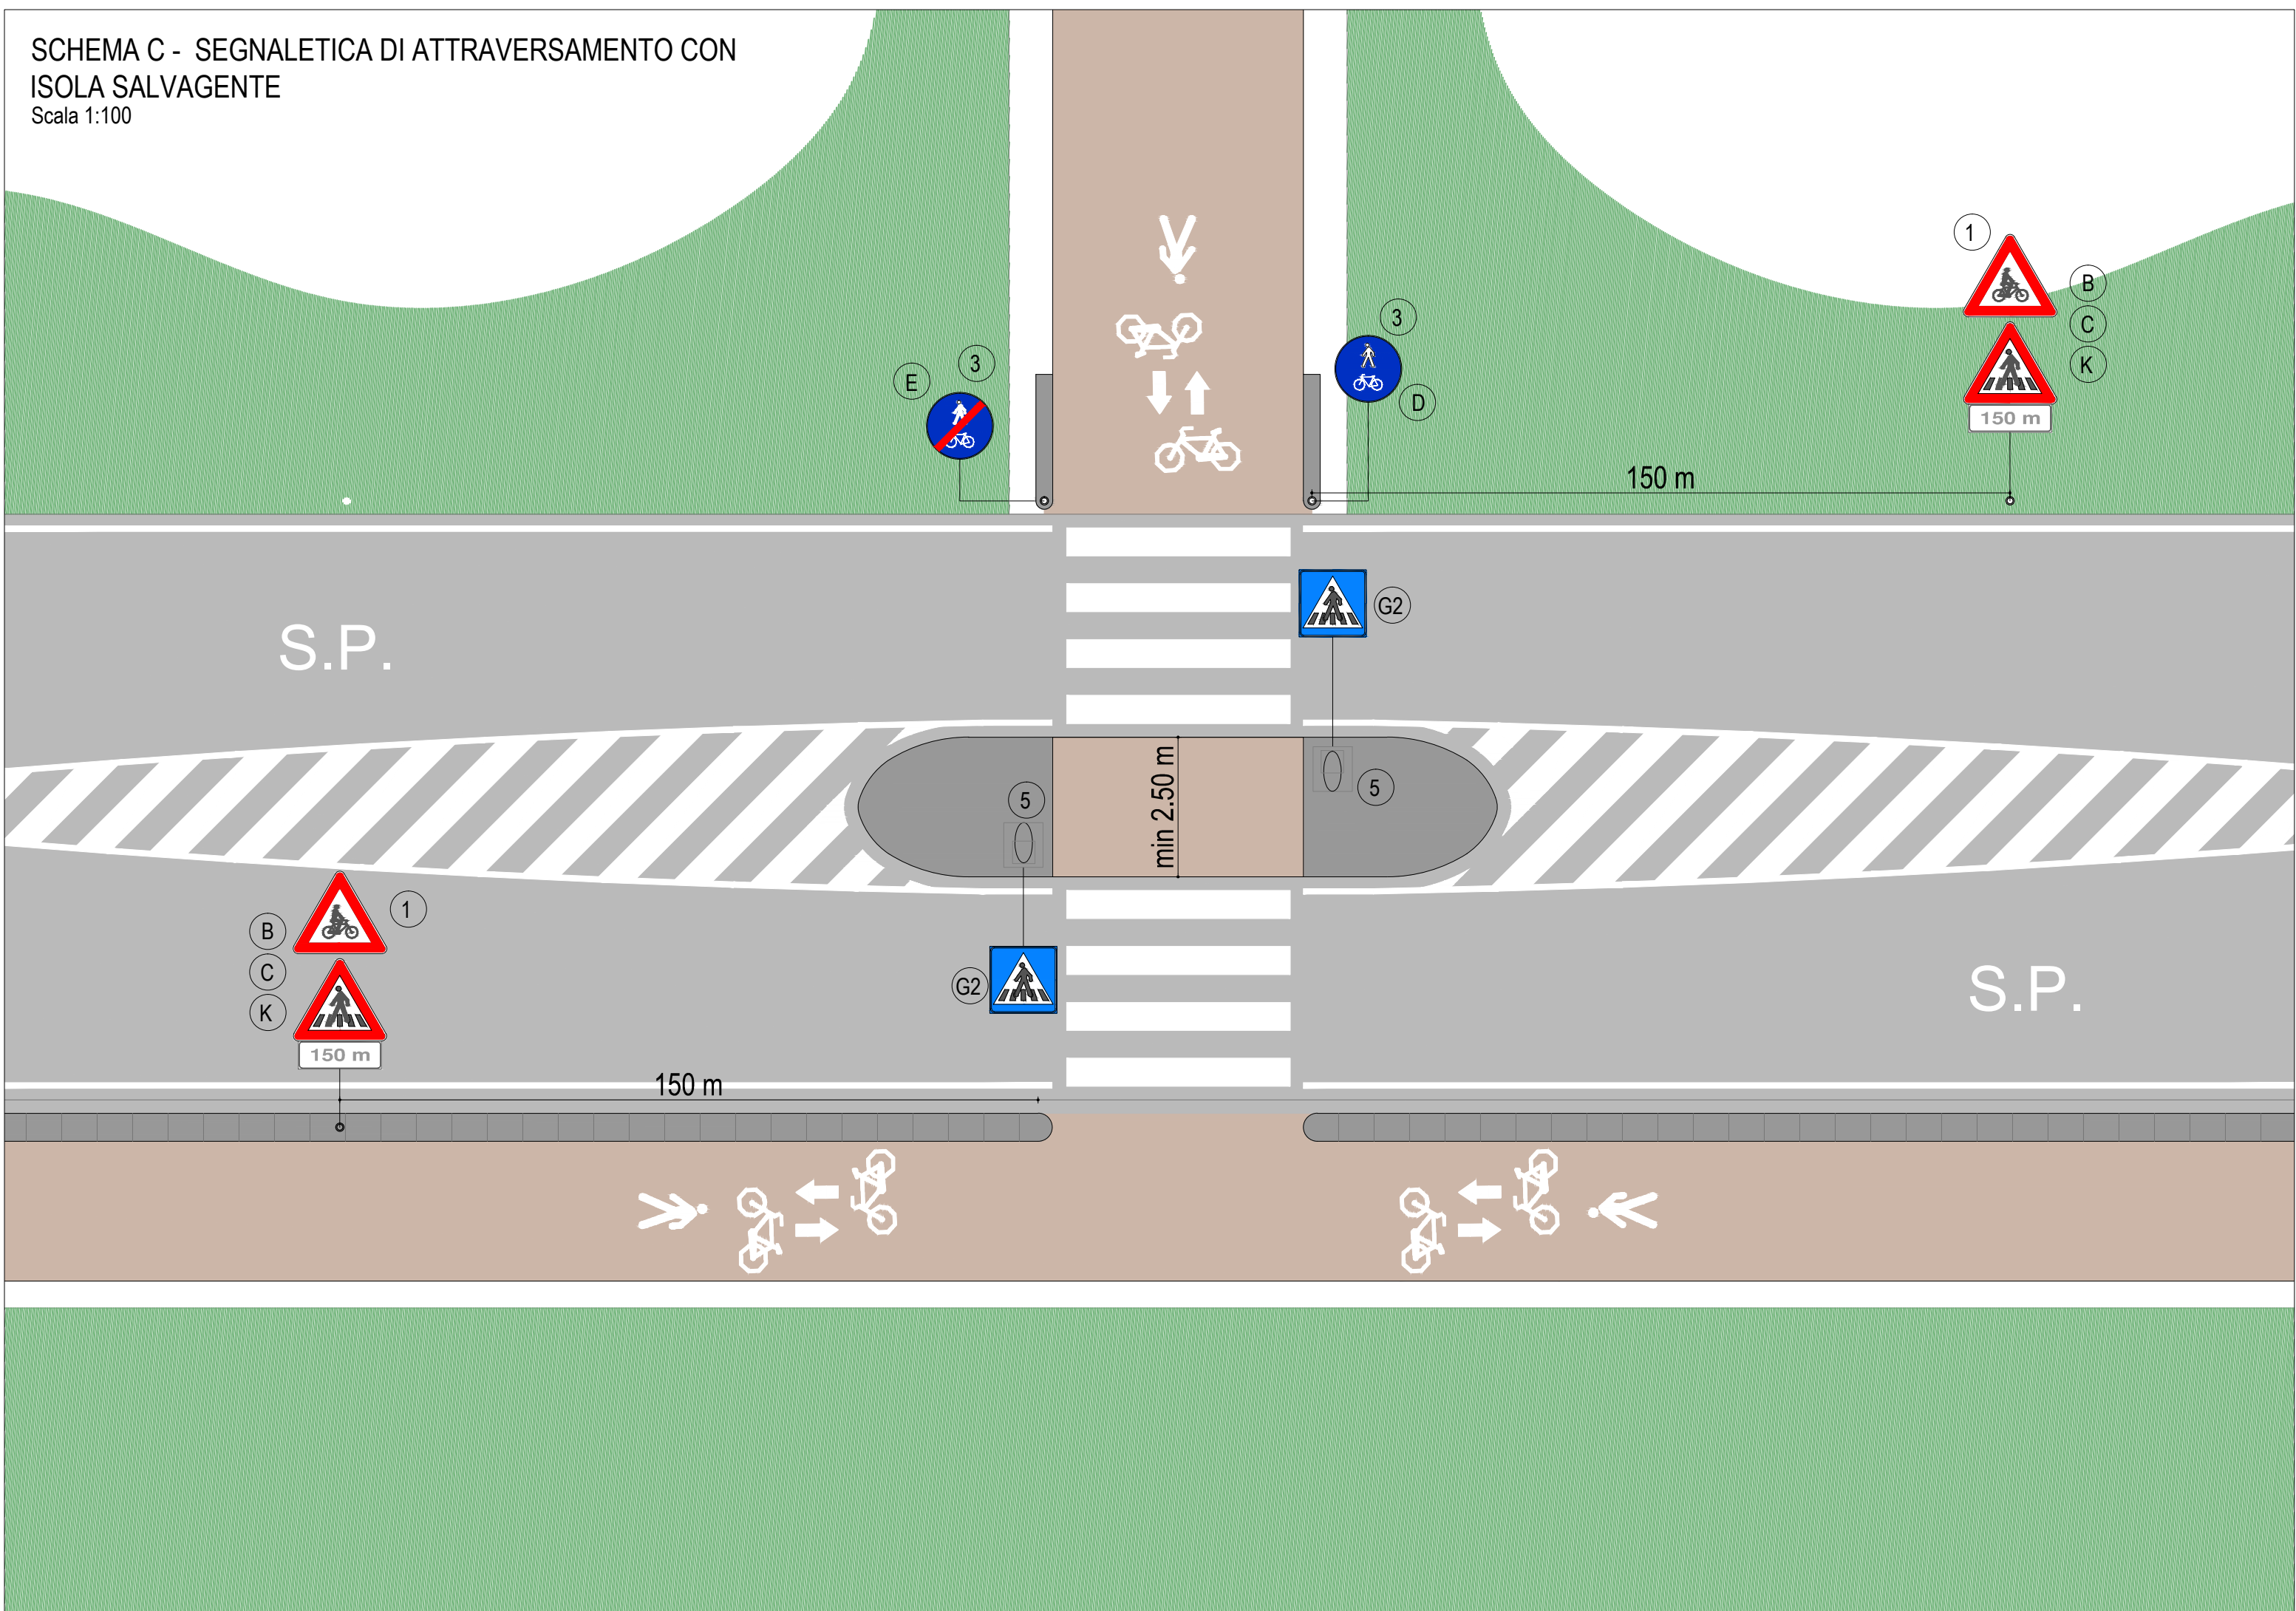 SCHEMA C - SEGNALETICA DI ATTRAVERSAMENTO CON
ISOLA SALVAGENTE
Scala 1:100
1
B
C
K
150 m
3
D
3
E
150 m
G2
S.P.
5
5
min 2.50 m
1
B
C
K
150 m
G2
S.P.
150 m